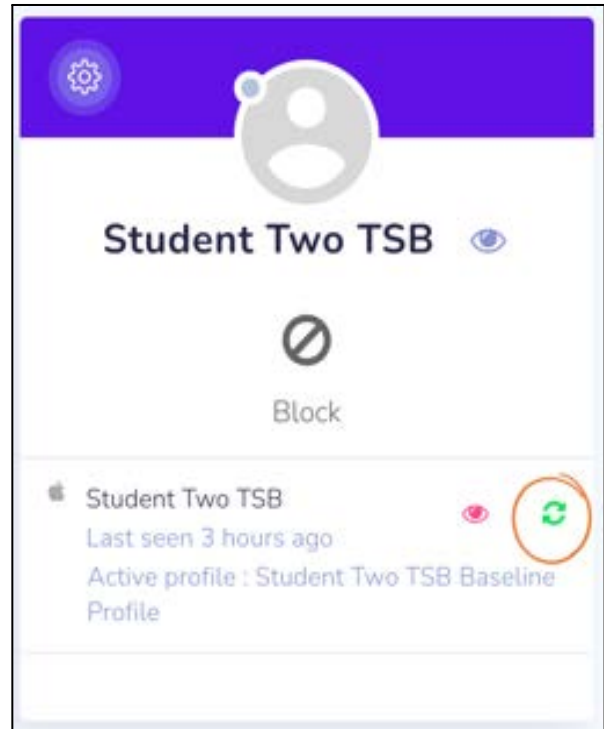 Student Two TSB
Block
Student Two TSB
Last seen 3 hours ago
Active profile : Student Two TSB Baseline
Profile